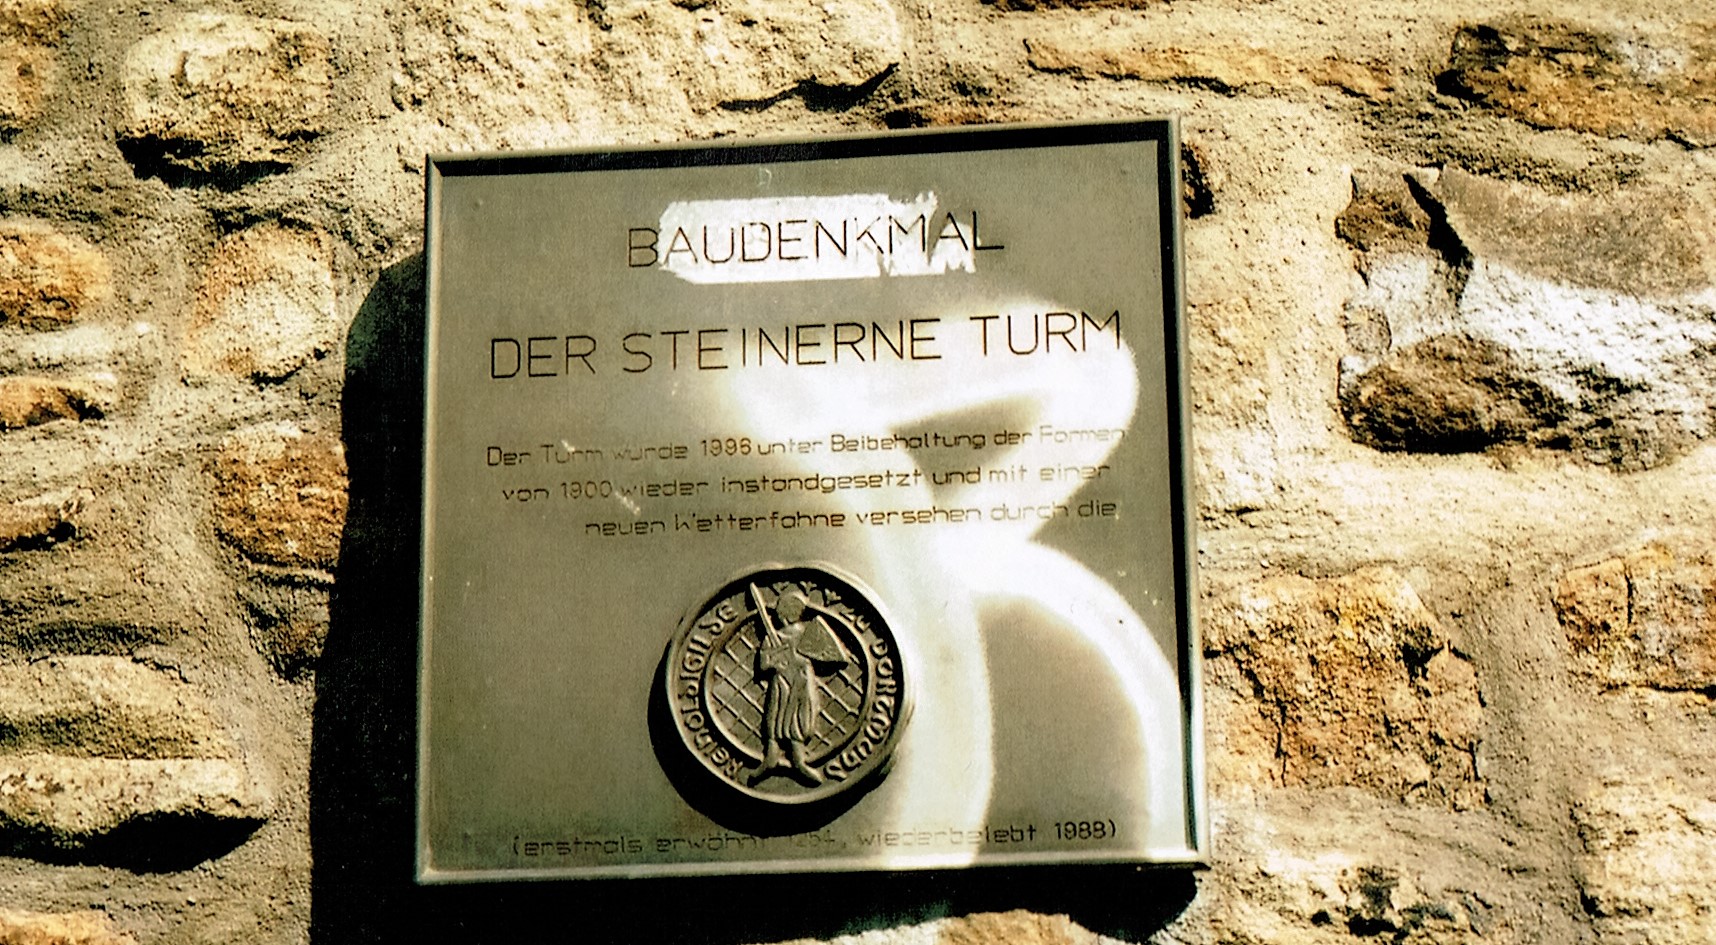 BAUDENKMAL
DER STEINERNE TURM
Der Turm wurde 1996 unter Beibehaltung der Formen
von 1900 wieder instandgesetzt und mit einer
neuen Wetterfahne versehen durch die
(erstmals erwähnt, wiederbelebt 1988)